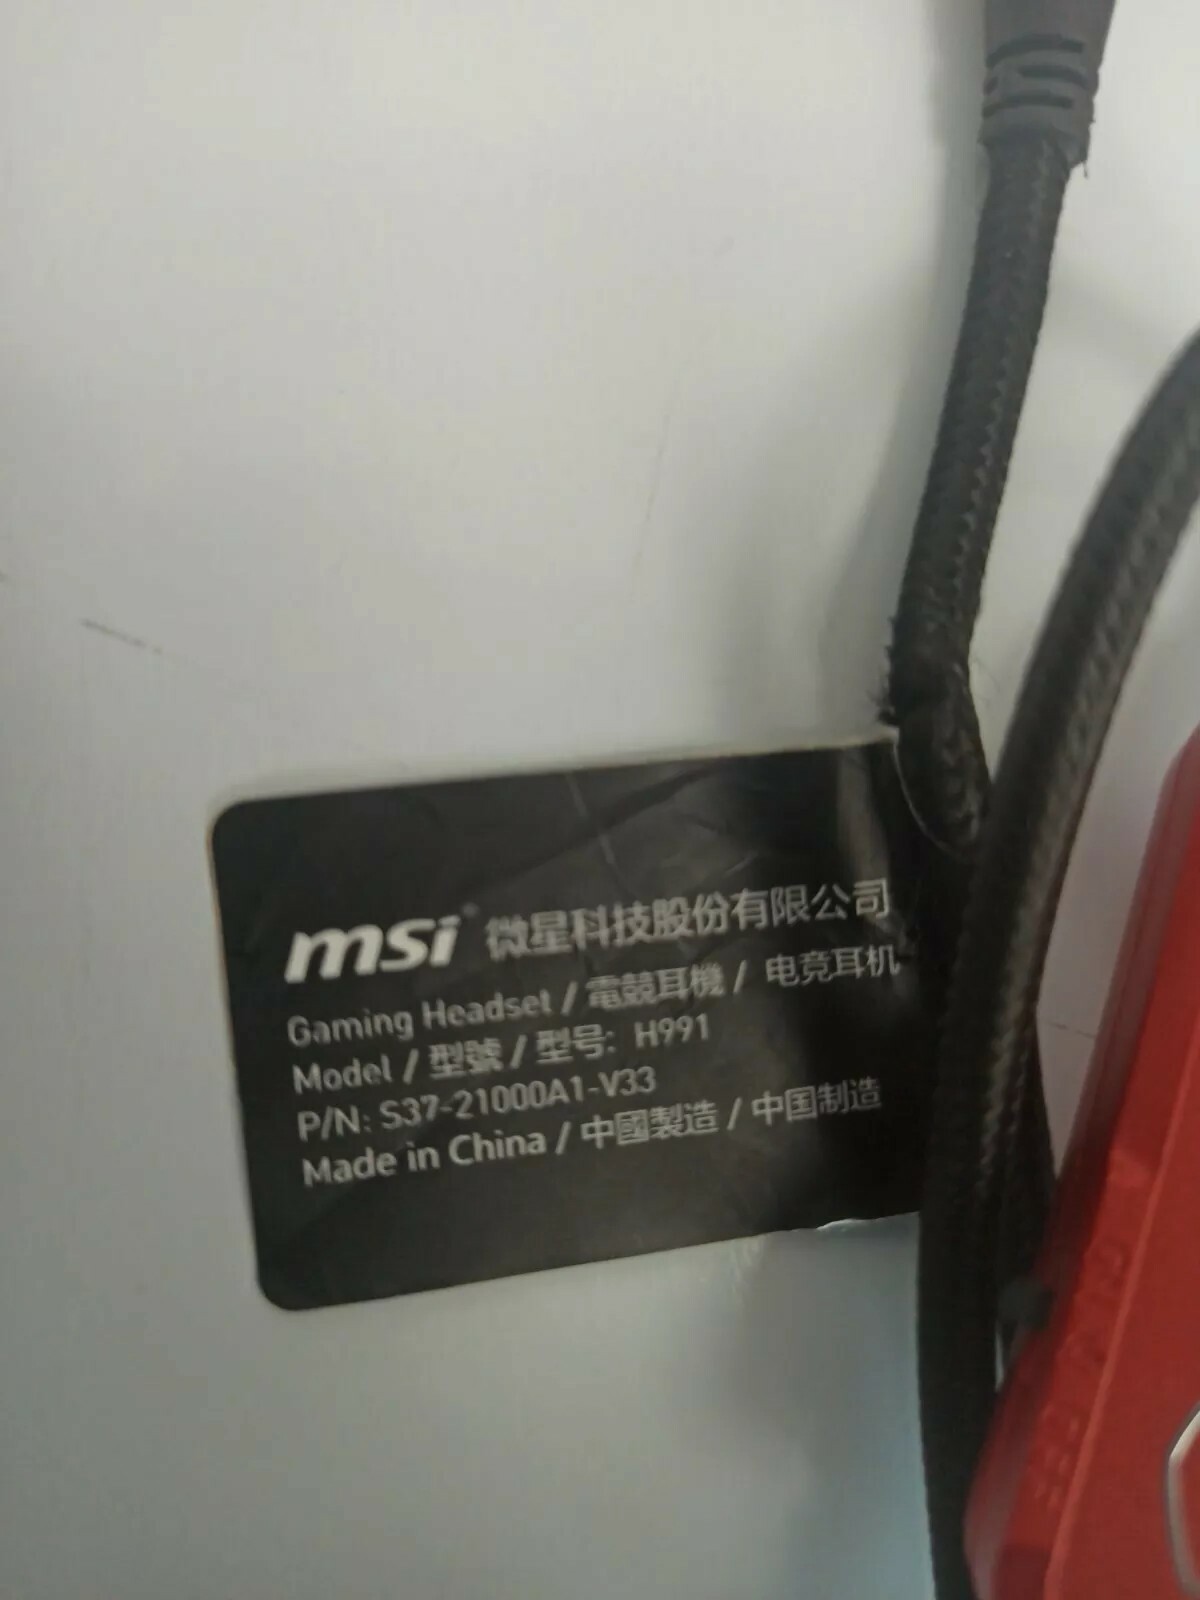 msi 微星科技股份有限公司
Gaming Headset / 電競耳機 / 电竞耳机
Model / 型號 / 型号: H991
P/N: S37-21000A1-V33
Made in China / 中國製造 / 中国制造